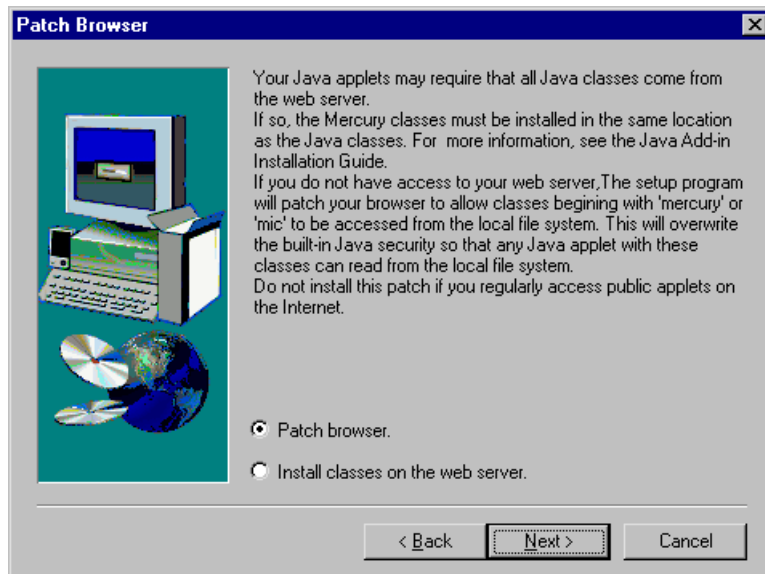 Patch Browser
Your Java applets may require that all Java classes come from
the web server.
If so, the Mercury classes must be installed in the same location
as the Java classes. For  more information, see the Java Add-in
Installation Guide.
If you do not have access to your web server,The setup program
will patch your browser to allow classes begining with 'mercury' or
'mic' to be accessed from the local file system. This will overwrite
the built-in Java security so that any Java applet with these
classes can read from the local file system.
Do not install this patch if you regularly access public applets on
the Internet.
Patch browser.
Install classes on the web server.
< Back
Next >
Cancel